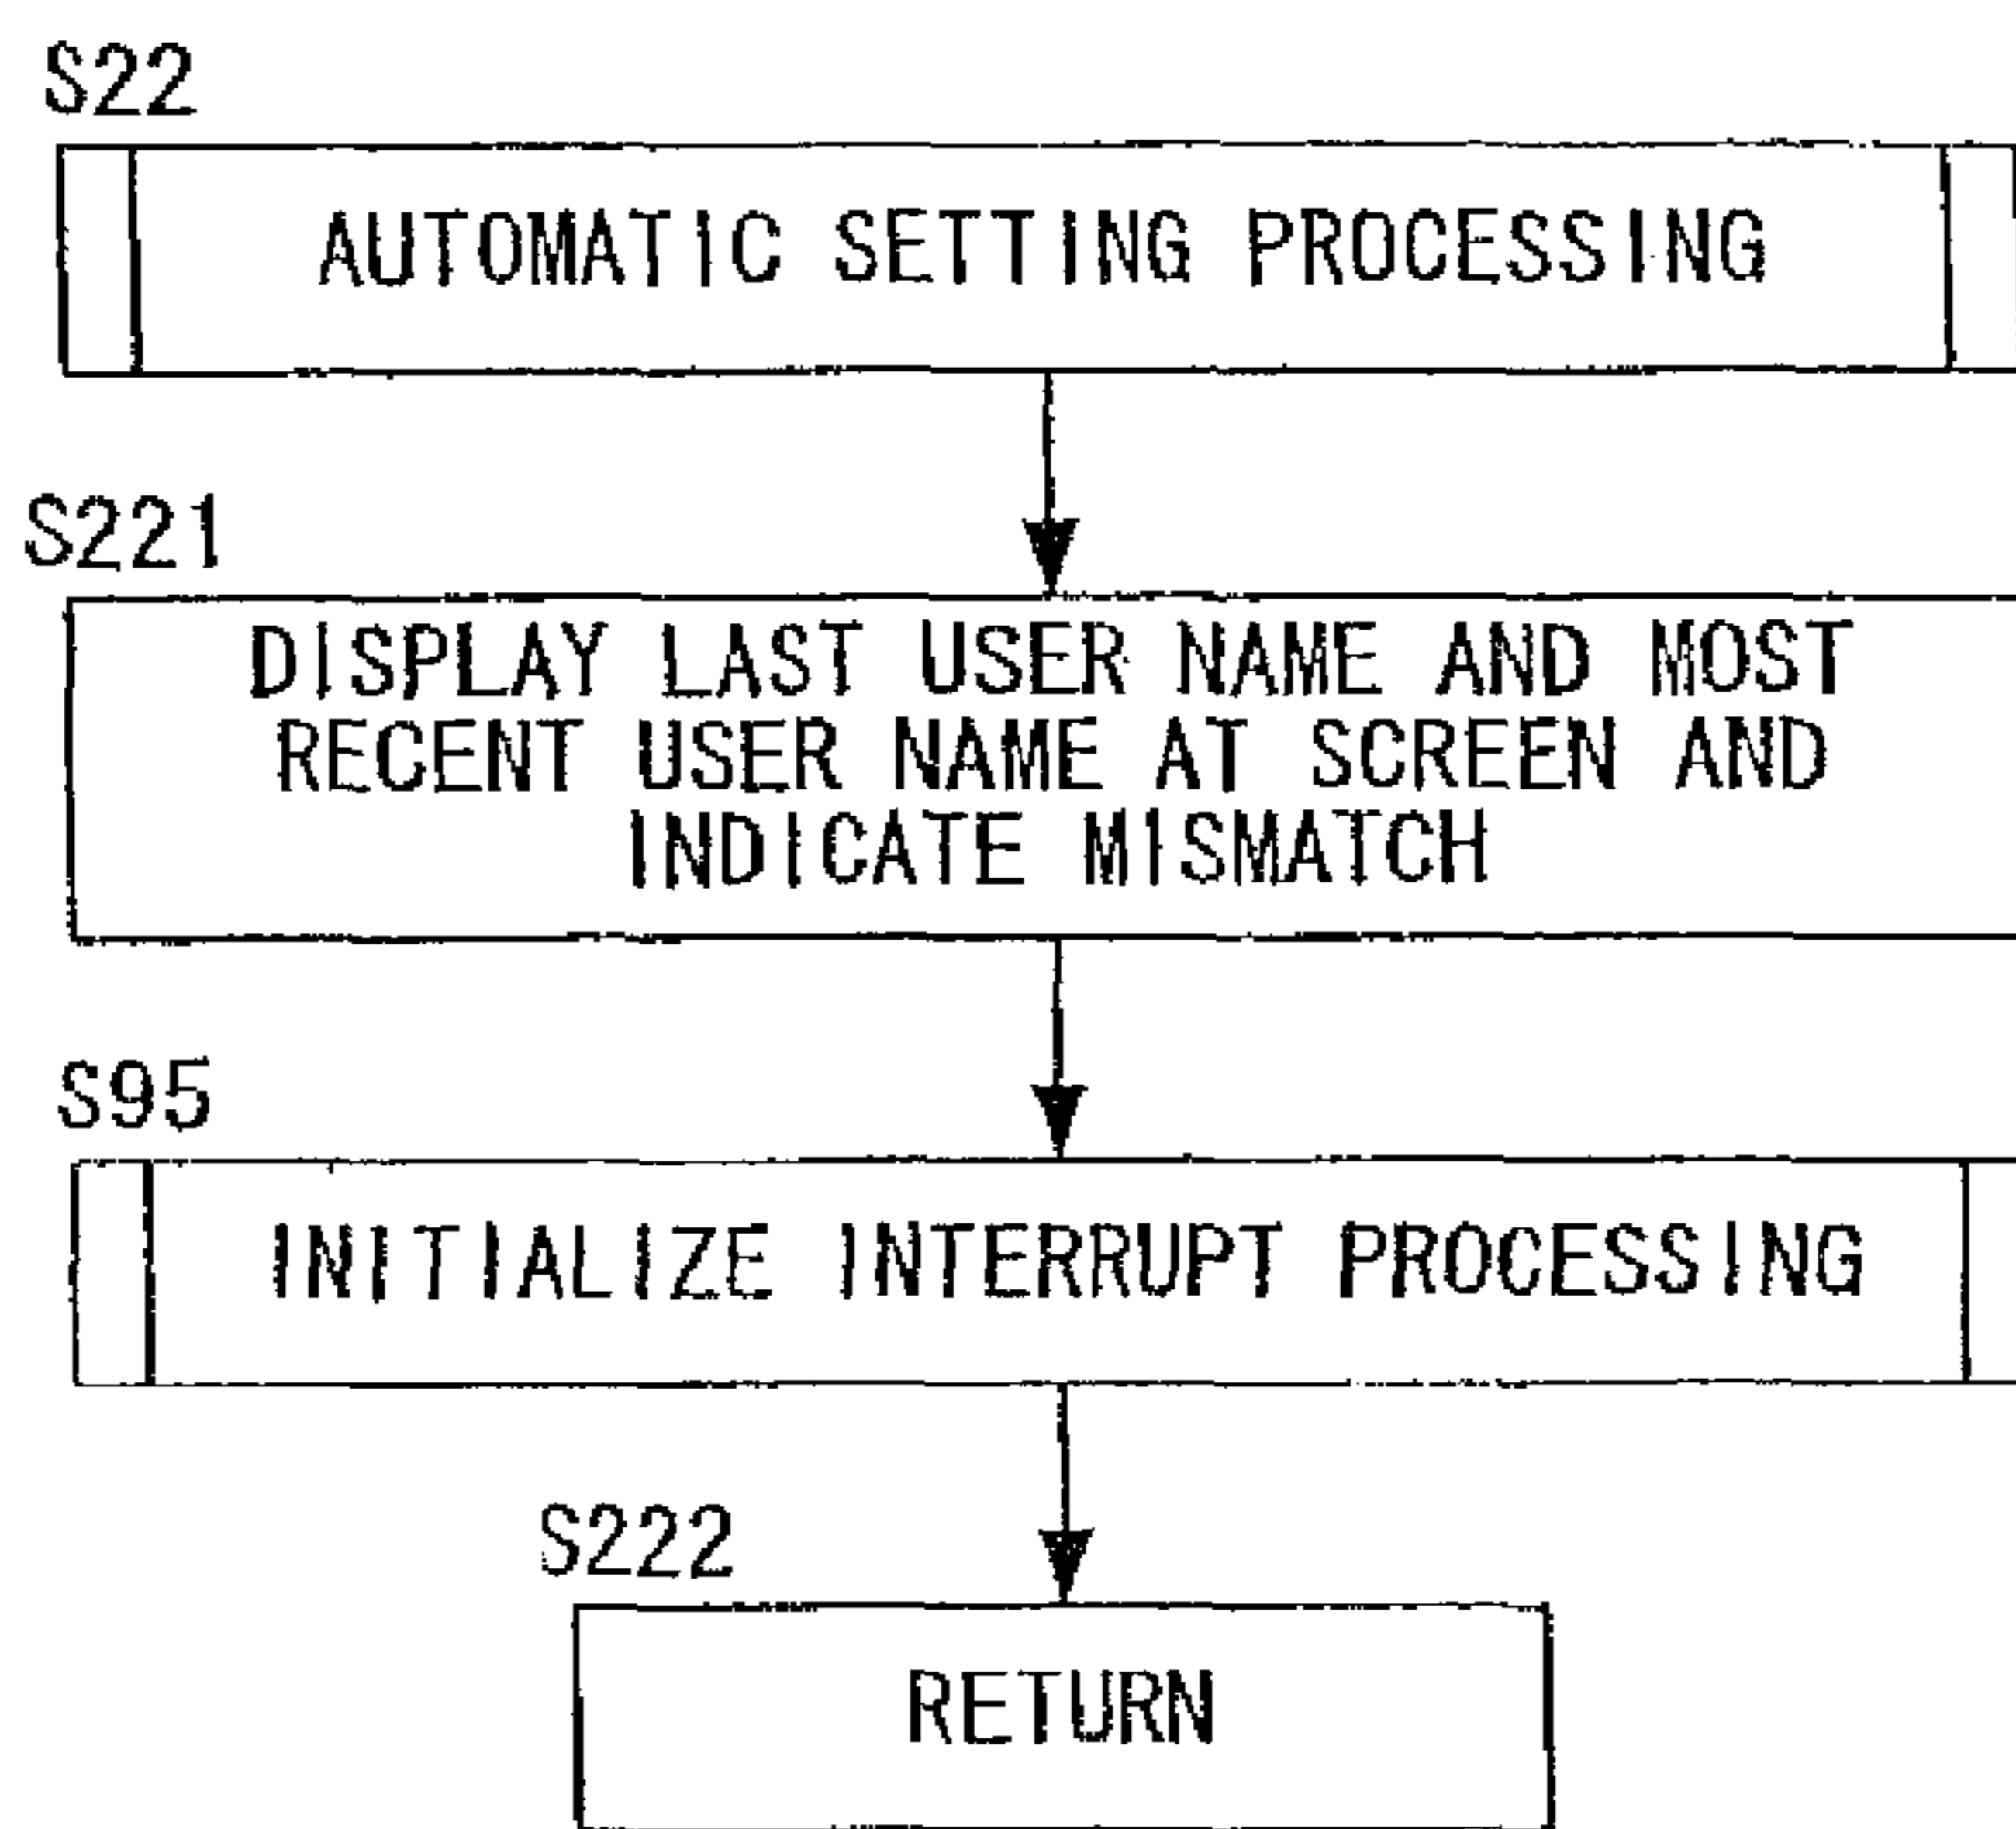 S22
AUTOMATIC SETTING PROCESSING
S221
DISPLAY LAST USER NAME AND MOST
RECENT USER NAME AT SCREEN AND
INDICATE MISMATCH
S95
INITIALIZE INTERRUPT PROCESSING
S222
RETURN